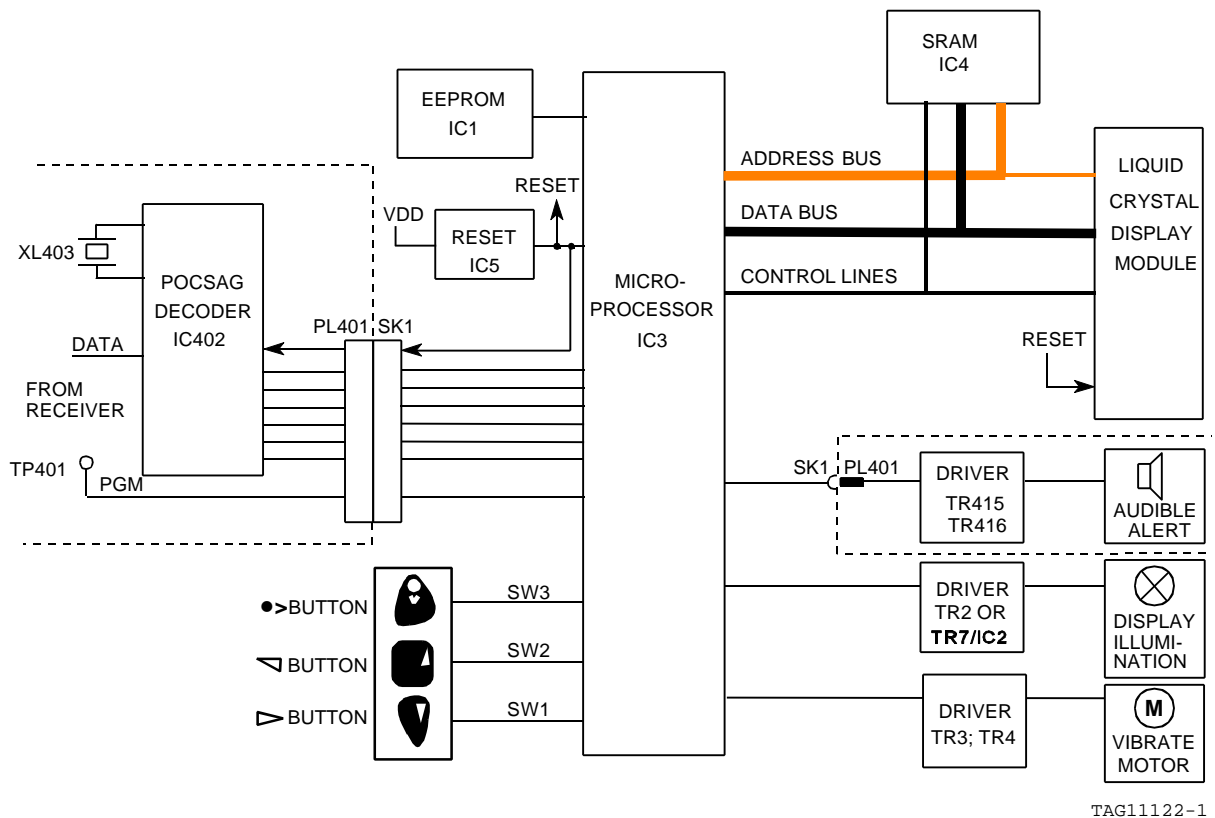 SRAM
IC4
EEPROM
IC1
ADDRESS BUS
LIQUID
CRYSTAL
DISPLAY
MODULE
RESET
VDD
RESET
IC5
DATA BUS
CONTROL LINES
MICRO-
PROCESSOR
IC3
XL403
POCSAG
DECODER
IC402
PL401 SK1
DATA
FROM
RECEIVER
RESET
TP401
PGM
SK1 PL401
DRIVER
TR415
TR416
AUDIBLE
ALERT
●>BUTTON
SW3
DRIVER
TR2 OR
TR7/IC2
DISPLAY
ILLUMI-
NATION
BUTTON
SW2
BUTTON
SW1
DRIVER
TR3; TR4
M
VIBRATE
MOTOR
TAG11122-1